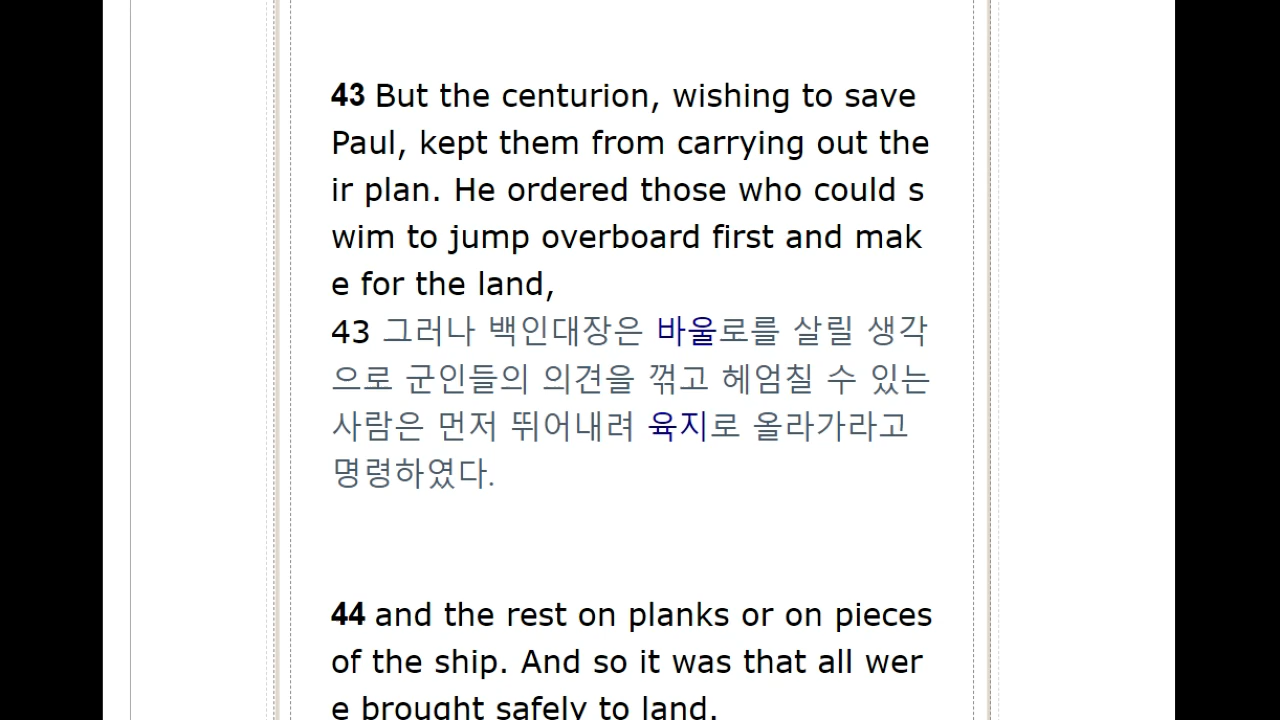 43 But the centurion, wishing to save
Paul, kept them from carrying out the
ir plan. He ordered those who could s
wim to jump overboard first and mak
e for the land,
43 그러나 백인대장은 바울로를 살릴 생각
으로 군인들의 의견을 꺾고 헤엄칠 수 있는
사람은 먼저 뛰어내려 육지로 올라가라고
명령하였다.
44 and the rest on planks or on pieces
of the ship. And so it was that all wer
e brought safely to land.